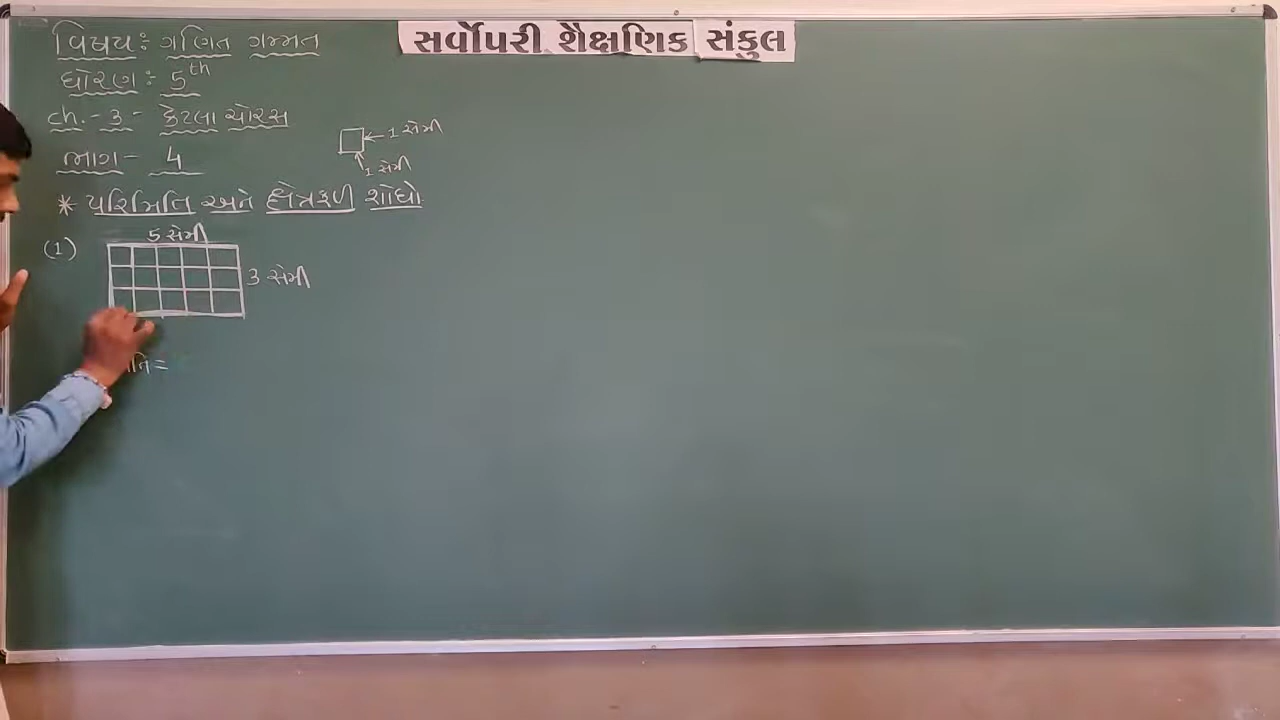 સર્વોપરી શૈક્ષણિક સંકુલ
વિષય: ગણિત ગમ્મત
ધોરણ: 5th
ch.- 3 - કેટલા ચોરસ
ભાગ- 4
1 સેમી
1 સેમી
* પરિમિતિ અને ક્ષેત્રફળ શોધો
(1)
5 સેમી
3 સેમી
=